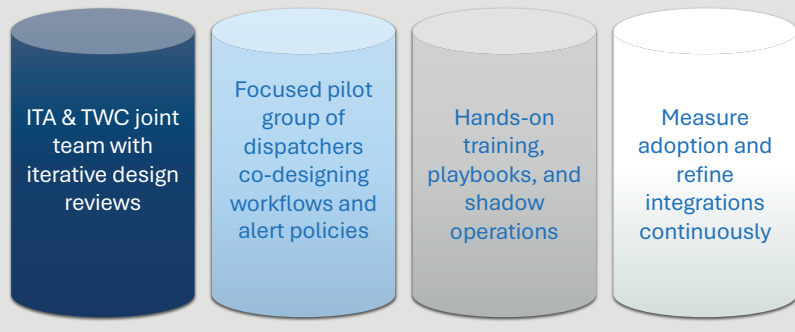 ITA & TWC joint
team with
iterative design
reviews
Focused pilot
group of
dispatchers
co-designing
workflows and
alert policies
Hands-on
training,
playbooks, and
shadow
operations
Measure
adoption and
refine
integrations
continuously